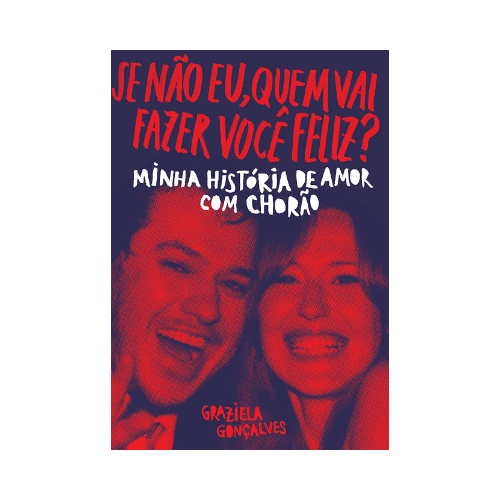 SE NÃO EU, QUEM VAI
FAZER VOCÊ FELIZ?
MINHA HISTÓRIA DE AMOR
COM CHORÃO
GRAZIELA
GONÇALVES